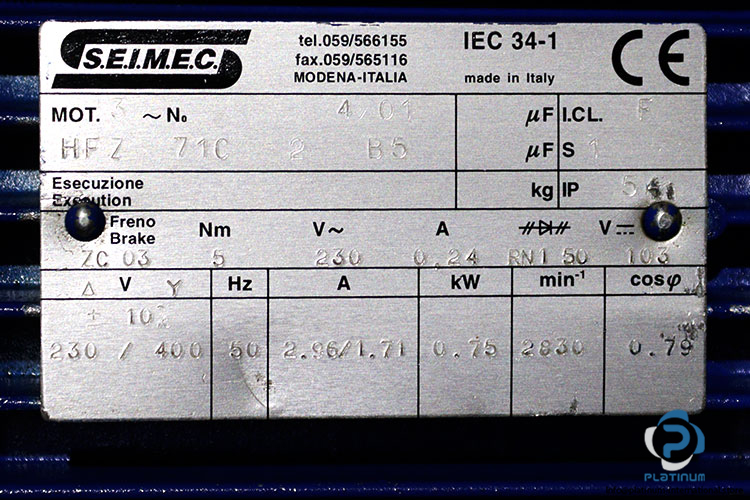 S.E.I.M.E.C.
tel.059/566155
fax.059/565116
MODENA-ITALIA
IEC 34-1
made in Italy
CE
MOT. 3 ~ No 4/01 µF I.CL. F
HFZ 71C 2 B5 µF S 1
Esecuzione
Execution
kg IP
Freno
Brake
Nm V~ A V
ZC 03 5 230 0,24 RN1 50 103
Δ V Y Hz A kW min-1 cosφ
± 10%
230 / 400 50 2.96/1.71 0.75 2830 0.79
PLATINUM